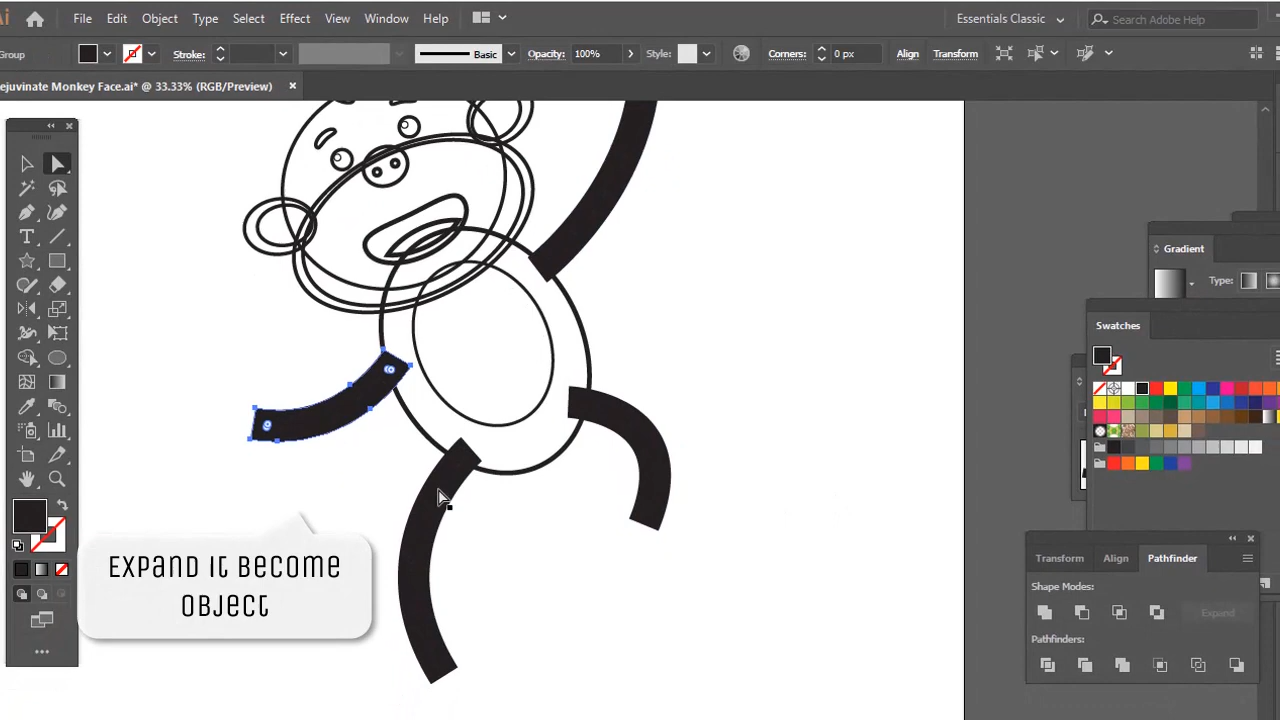 Ai File Edit Object Type Select Effect View Window Help Essentials Classic Search Adobe Help
Group Stroke: Basic Opacity: 100% Style: Corners: 0 px Align Transform
ejuvinate Monkey Face.ai* @ 33.33% (RGB/Preview)
Gradient
Type:
Swatches
Expand it become
object
Transform Align Pathfinder
Shape Modes:
Expand
Pathfinders: